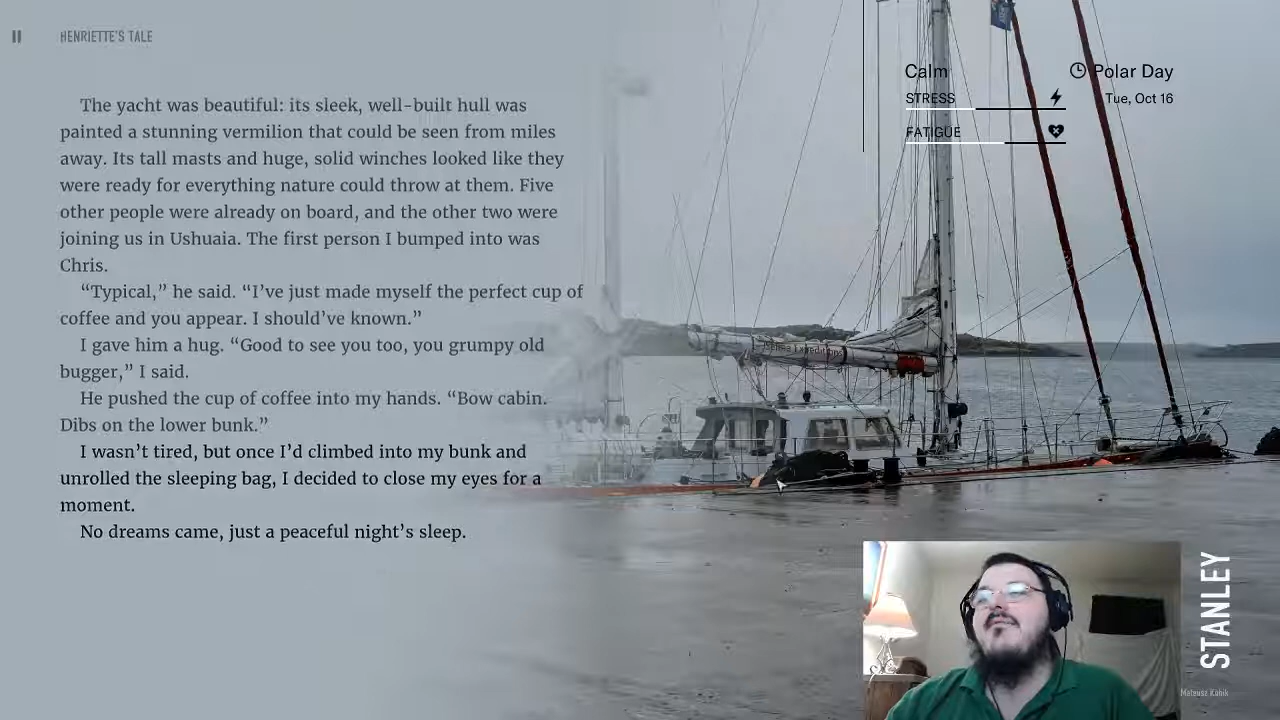 HENRIETTE'S TALE
The yacht was beautiful: its sleek, well-built hull was
painted a stunning vermilion that could be seen from miles
away. Its tall masts and huge, solid winches looked like they
were ready for everything nature could throw at them. Five
other people were already on board, and the other two were
joining us in Ushuaia. The first person I bumped into was
Chris.
“Typical,” he said. “I’ve just made myself the perfect cup of
coffee and you appear. I should’ve known.”
I gave him a hug. “Good to see you too, you grumpy old
bugger,” I said.
He pushed the cup of coffee into my hands. “Bow cabin.
Dibs on the lower bunk.”
I wasn’t tired, but once I’d climbed into my bunk and
unrolled the sleeping bag, I decided to close my eyes for a
moment.
No dreams came, just a peaceful night’s sleep.
Calm
Polar Day
STRESS
Tue, Oct 16
FATIGUE
STANLEY
Mateusz Kubik